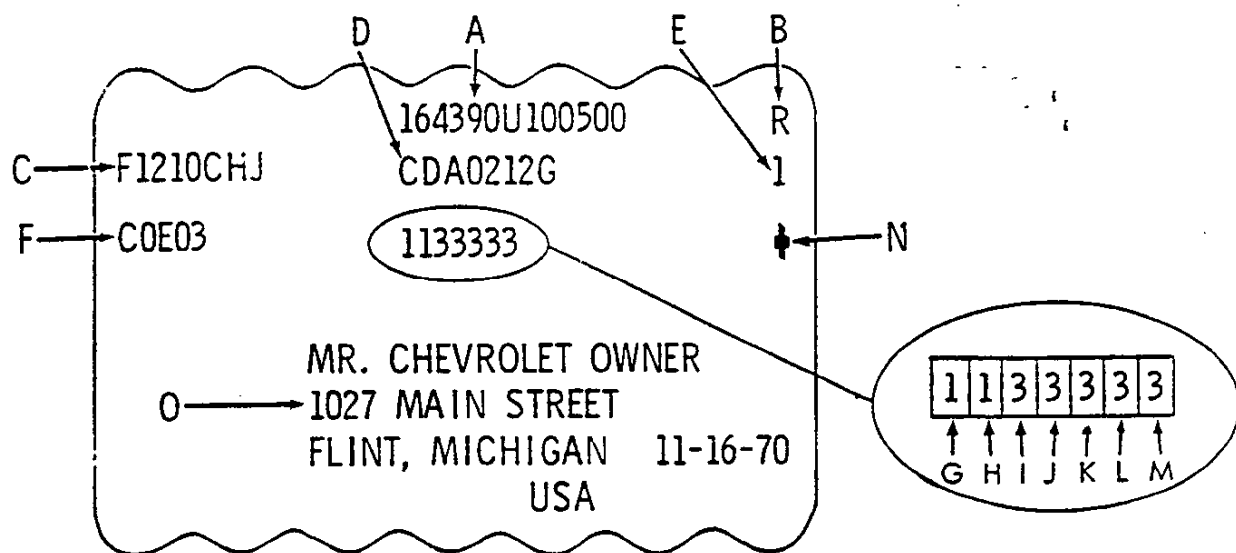 D A E B
164390U100500 R
C F1210CHJ CDA0212G 1
F C0E03 1133333 N
MR. CHEVROLET OWNER
O 1027 MAIN STREET
FLINT, MICHIGAN 11-16-70
USA
1 1 3 3 3 3 3
G H I J K L M